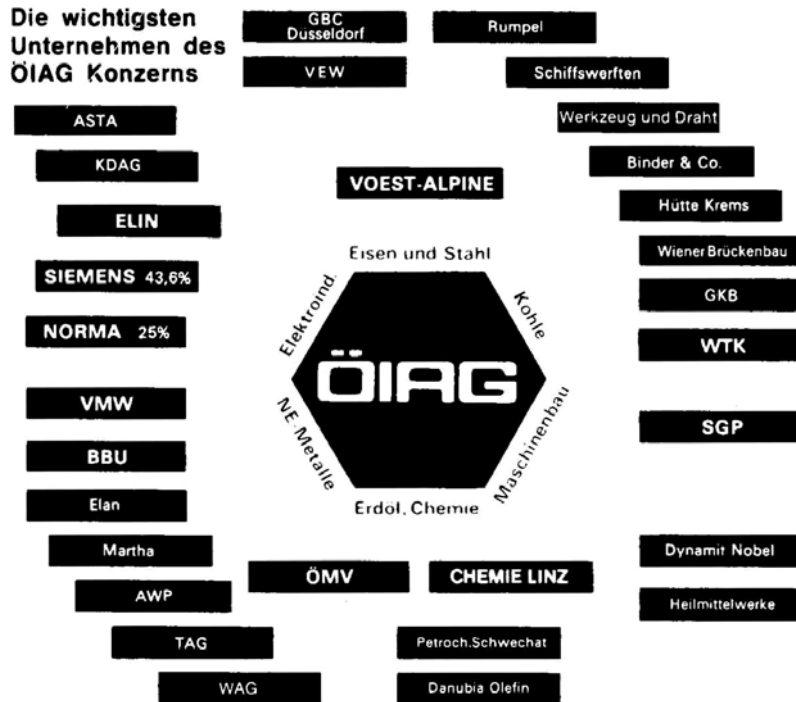 Die wichtigsten
Unternehmen des
ÖIAG Konzerns
GBC
Düsseldorf
Rumpel
VEW
Schiffswerften
ASTA
Werkzeug und Draht
KDAG
Binder & Co.
VOEST-ALPINE
ELIN
Hütte Krems
Wiener Brückenbau
Eisen und Stahl
SIEMENS 43,6%
Elektroind.
Kohle
GKB
NORMA 25%
WTK
ÖIAG
VMW
NE-Metalle
Maschinenbau
SGP
BBU
Elan
Erdöl, Chemie
Martha
Dynamit Nobel
ÖMV
CHEMIE LINZ
AWP
Heilmittelwerke
TAG
Petroch.Schwechat
WAG
Danubia Olefin